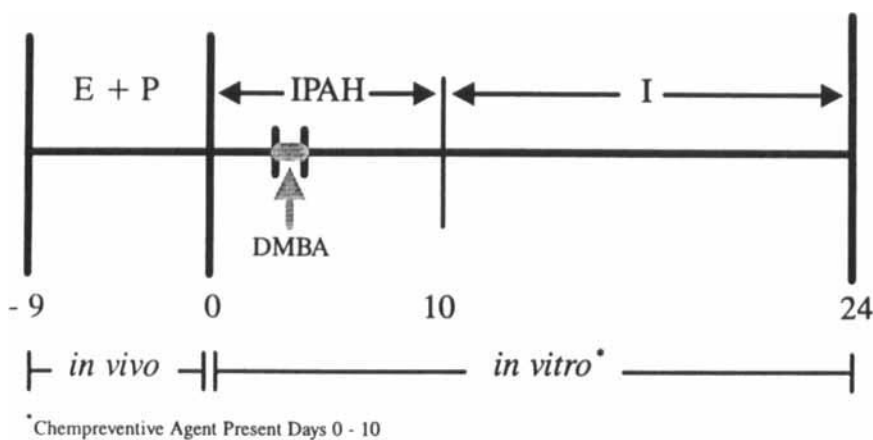 E + P IPAH I
DMBA
- 9 0 10 24
in vivo in vitro*
*Chempreventive Agent Present Days 0 - 10